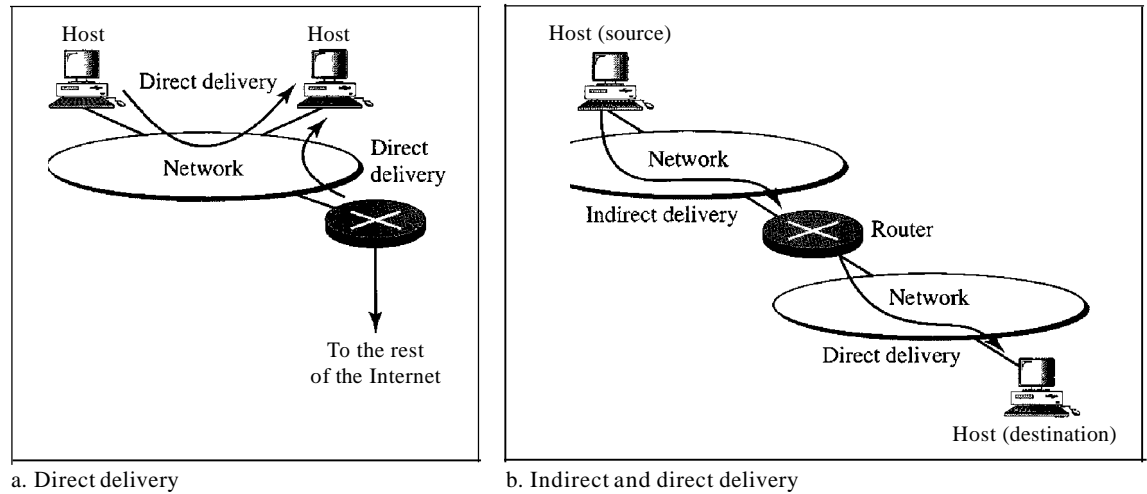 Host
Host
Direct delivery
Network
Direct
delivery
To the rest
of the Internet
a. Direct delivery
Host (source)
Network
Indirect delivery
Router
Network
Direct delivery
Host (destination)
b. Indirect and direct delivery